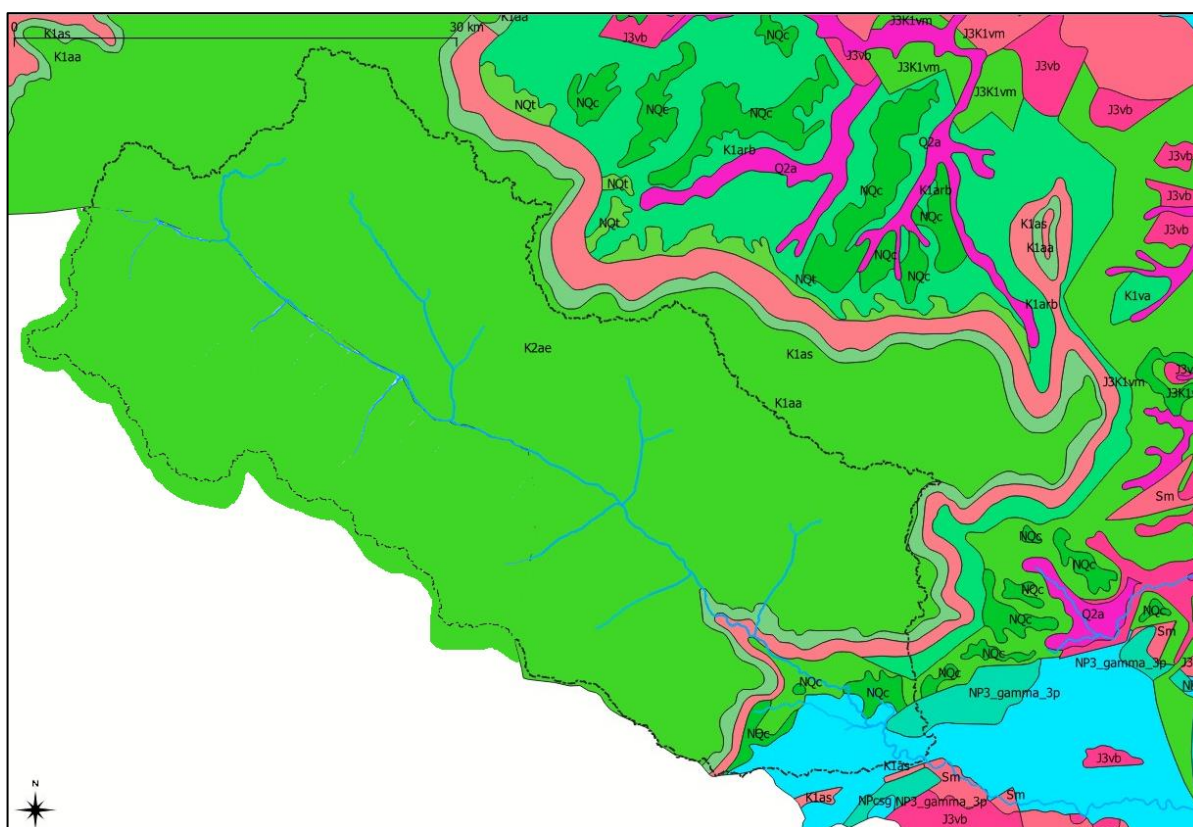 0
30 km
K1as
K1aa
K1aa
J3vb
NQc
J3K1vm
J3K1vm
J3vb
J3K1vm
J3vb
J3K1vm
J3vb
NQt
NQc
NQc
NQc
K1arb
Q2a
Q2a
J3vb
NQt
NQc
K1arb
J3vb
NQt
NQc
K1as
J3vb
NQt
NQc
NQc
K1aa
K1va
K1arb
K2ae
K1as
J3K1vm
K1aa
Sm
NQc
NQc
NQc
NQc
Q2a
NQc
Sm
NQc
NP3_gamma_3p
NQc
NQc
NQc
NP3_gamma_3p
NQc
J3vb
K1as
Sm
K1as
NPcsg
NP3_gamma_3p
Sm
J3vb
N